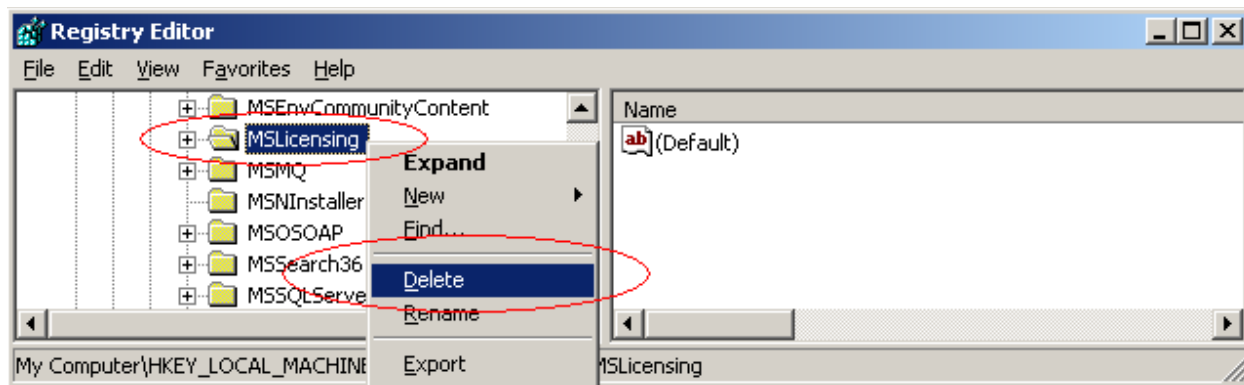 Registry Editor
File Edit View Favorites Help
MSEnvCommunityContent
Name
MSLicensing
ab (Default)
Expand
MSMQ
New
MSNInstaller
Find...
MSOSOAP
MSSearch36
Delete
MSSQLServe
Rename
Export
My Computer\HKEY_LOCAL_MACHINE MSLicensing